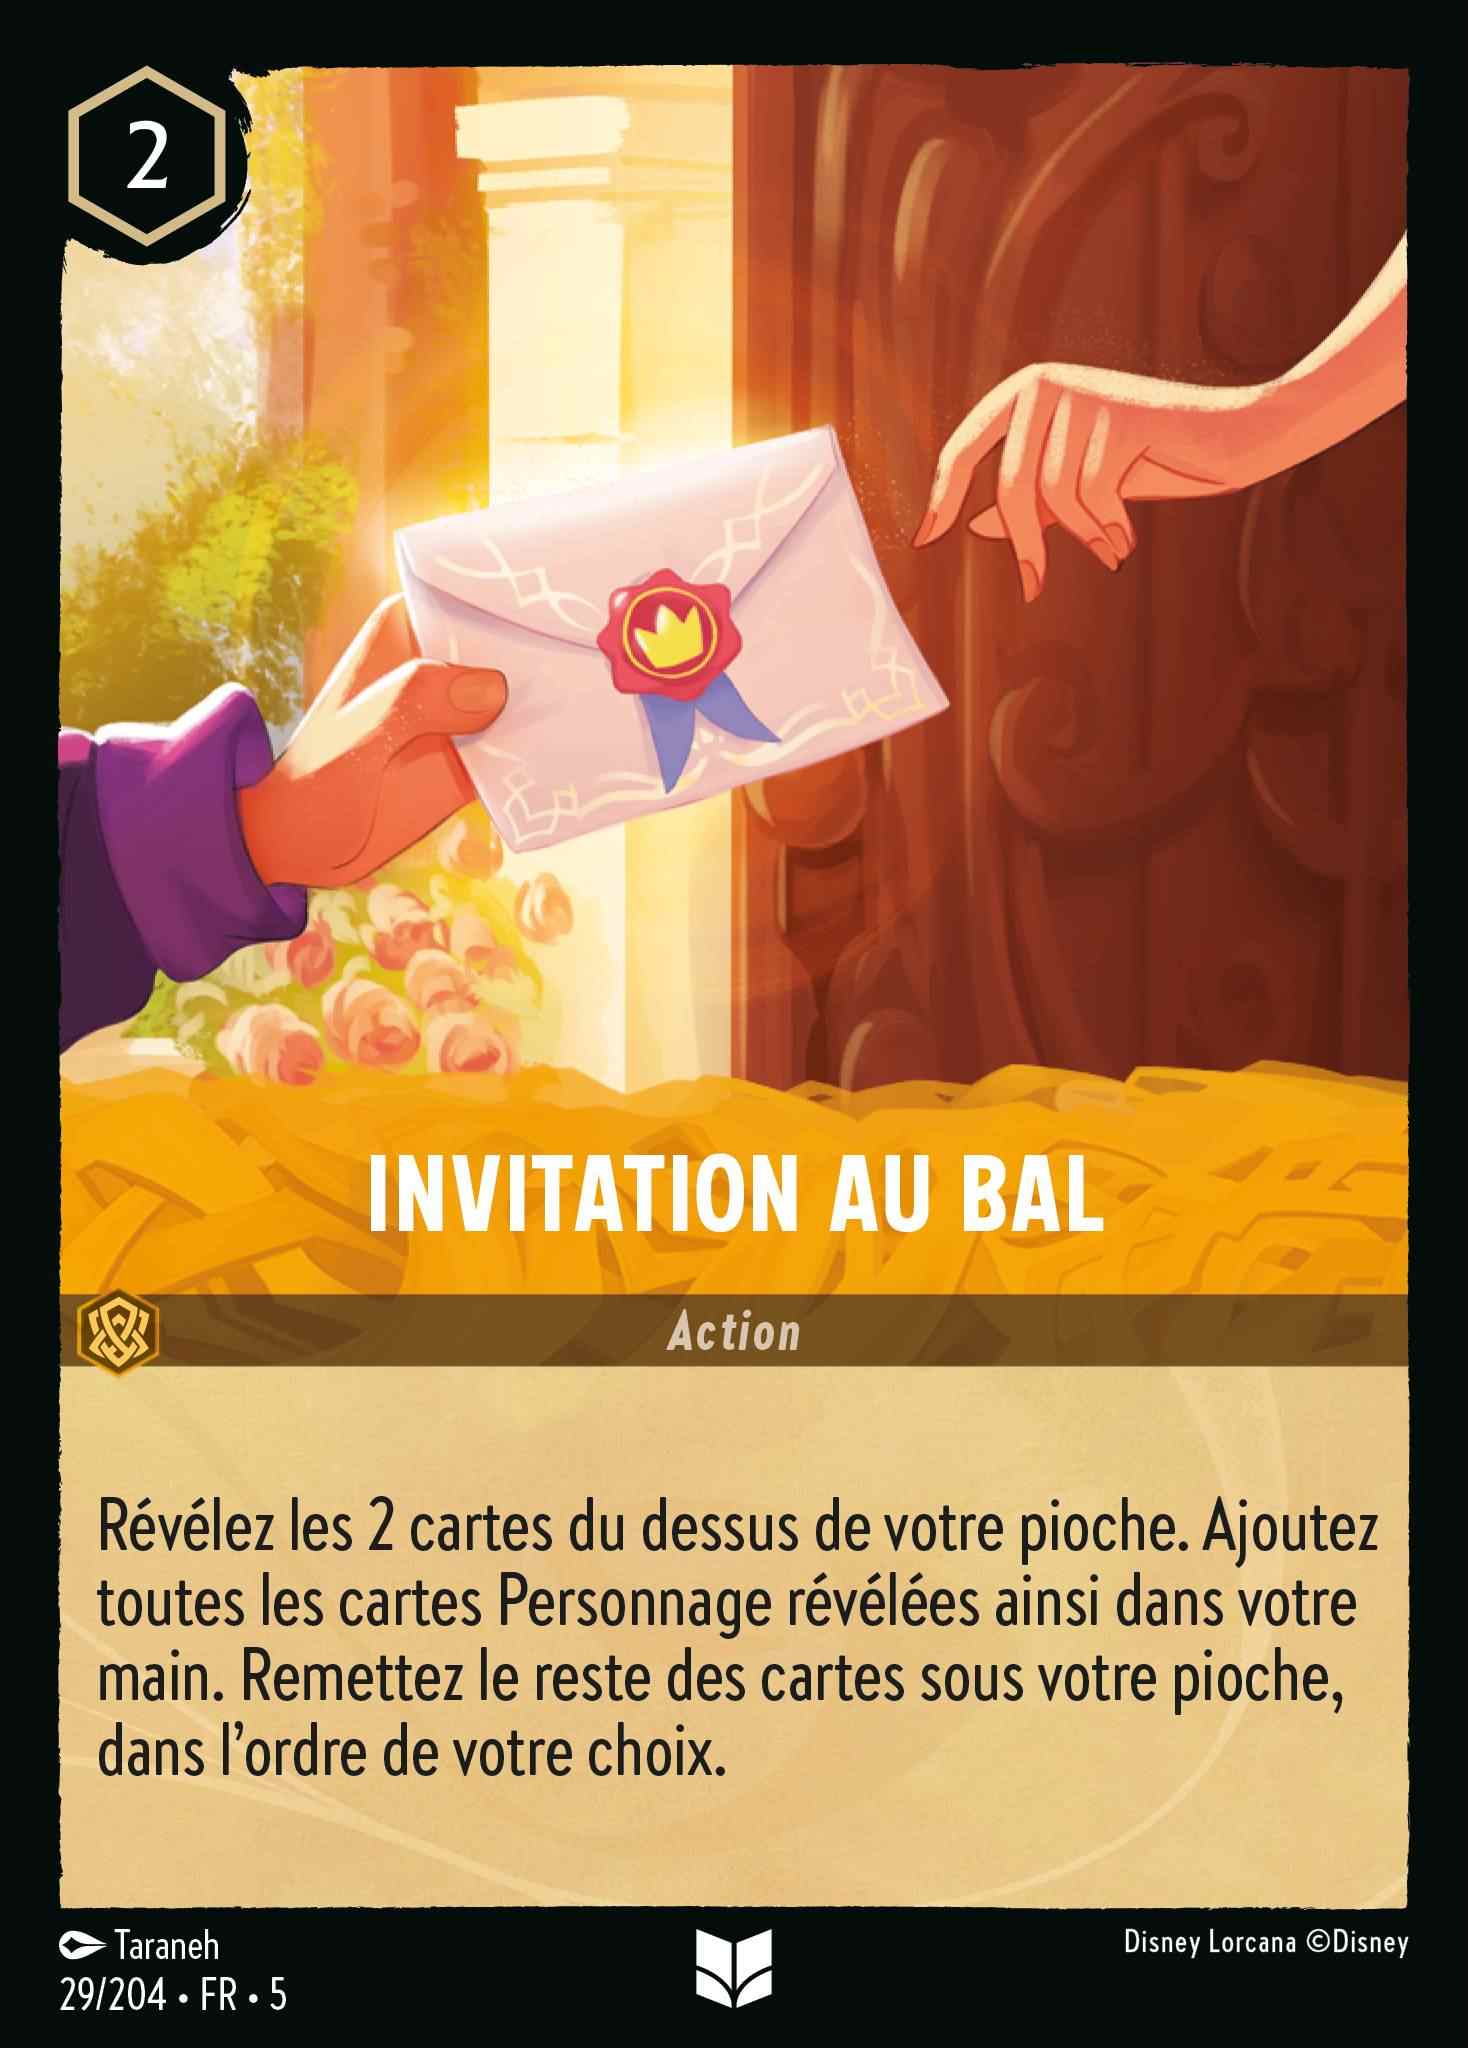 2
INVITATION AU BAL
Action
Révélez les 2 cartes du dessus de votre pioche. Ajoutez
toutes les cartes Personnage révélées ainsi dans votre
main. Remettez le reste des cartes sous votre pioche,
dans l’ordre de votre choix.
Taraneh
Disney Lorcana ©Disney
29/204 • FR • 5